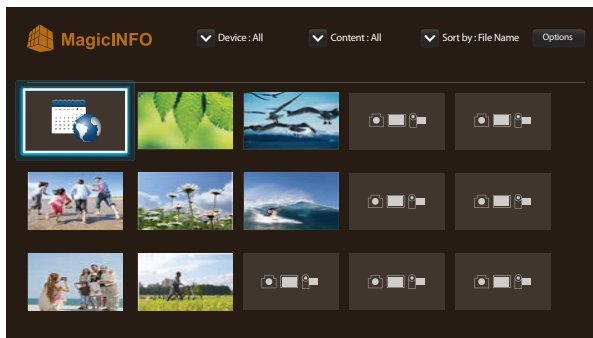 MagicINFO
Device : All
Content : All
Sort by : File Name
Options